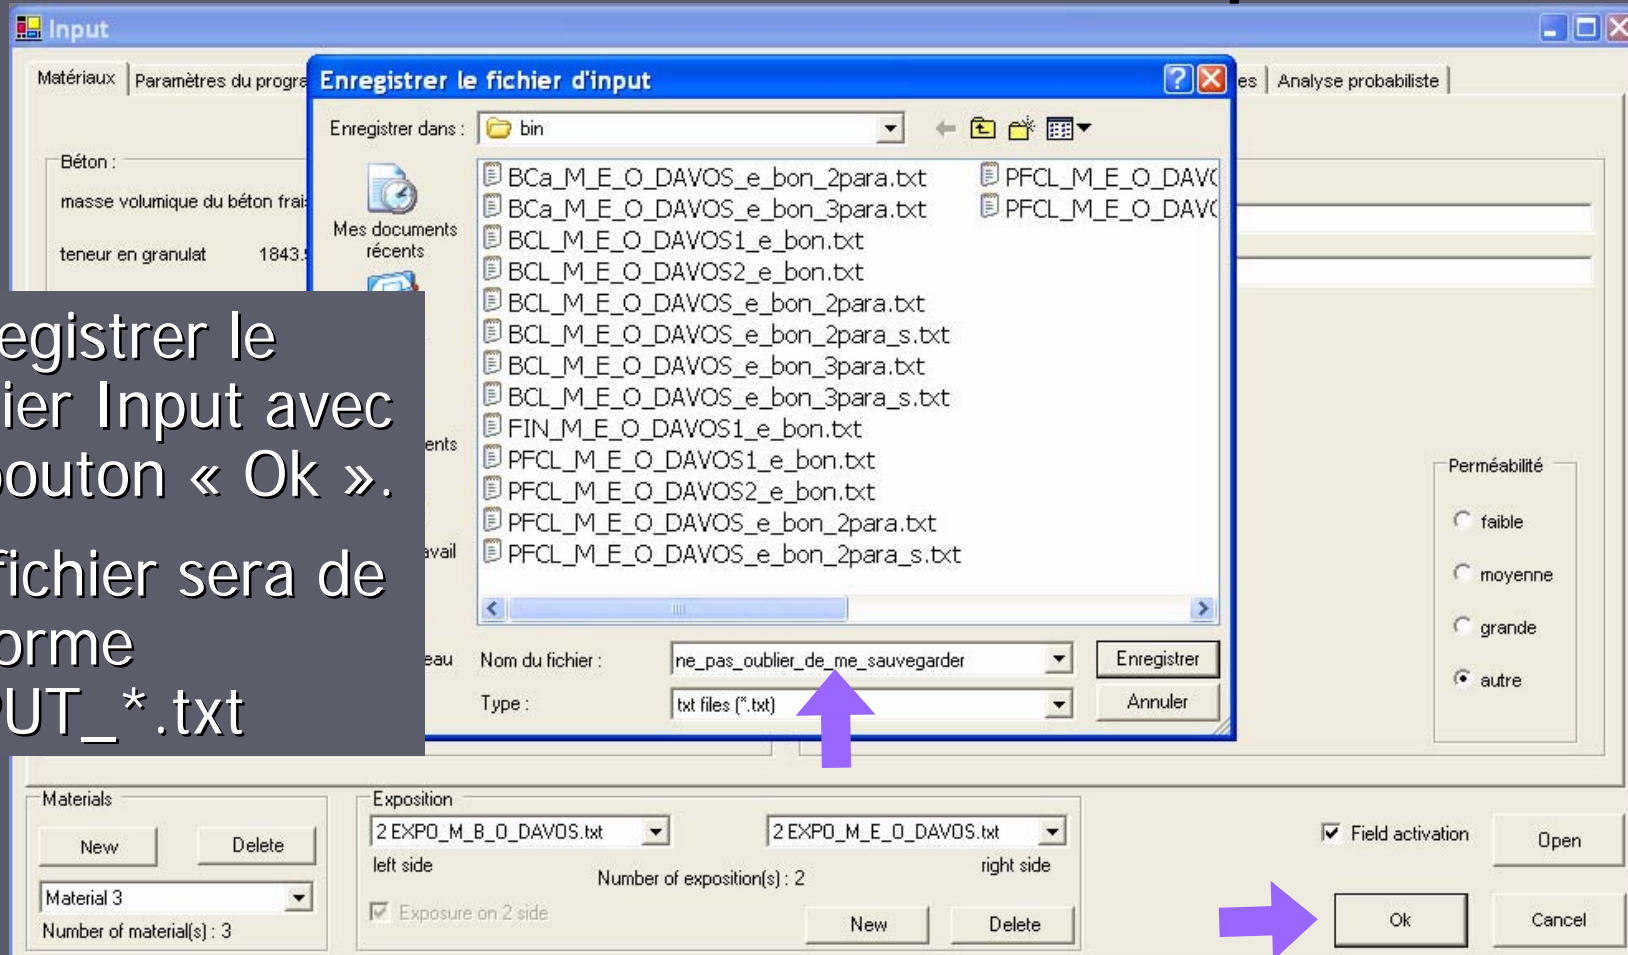 Input
Matériaux
Paramètres du progra
es
Analyse probabiliste
Enregistrer le fichier d'input
Enregistrer dans :
bin
Béton :
masse volumique du béton frai
teneur en granulat 1843.
Mes documents
récents
BCa_M_E_O_DAVOS_e_bon_2para.txt
BCa_M_E_O_DAVOS_e_bon_3para.txt
BCL_M_E_O_DAVOS1_e_bon.txt
BCL_M_E_O_DAVOS2_e_bon.txt
BCL_M_E_O_DAVOS_e_bon_2para.txt
BCL_M_E_O_DAVOS_e_bon_2para_s.txt
BCL_M_E_O_DAVOS_e_bon_3para.txt
BCL_M_E_O_DAVOS_e_bon_3para_s.txt
FIN_M_E_O_DAVOS1_e_bon.txt
PFCL_M_E_O_DAVOS1_e_bon.txt
PFCL_M_E_O_DAVOS2_e_bon.txt
PFCL_M_E_O_DAVOS_e_bon_2para.txt
PFCL_M_E_O_DAVOS_e_bon_2para_s.txt
PFCL_M_E_O_DAV
PFCL_M_E_O_DAV
egistrer le
ier Input avec
bouton « Ok ».
fichier sera de
orme
PUT_*.txt
ents
avail
eau
Nom du fichier :
ne_pas_oublier_de_me_sauvegarder
Enregistrer
Type :
txt files (*.txt)
Annuler
Perméabilité
faible
moyenne
grande
autre
Materials
New
Delete
Material 3
Number of material(s) : 3
Exposition
2 EXPO_M_B_O_DAVOS.txt
2 EXPO_M_E_O_DAVOS.txt
left side
right side
Number of exposition(s) : 2
Exposure on 2 side
New
Delete
Field activation
Open
Ok
Cancel